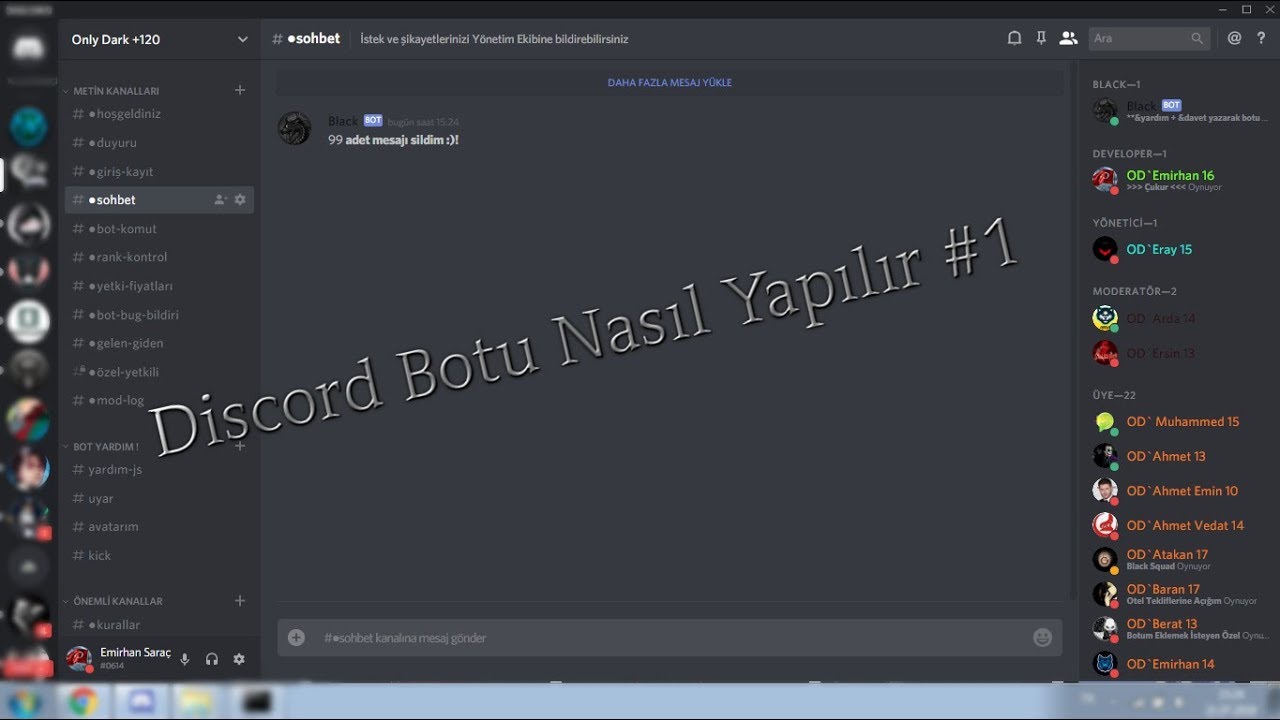 Only Dark +120
# ●sohbet
İstek ve şikayetlerinizi Yönetim Ekibine bildirebilirsiniz
Ara
METİN KANALLARI
# ●hoşgeldiniz
# ●duyuru
# ●giriş-kayıt
# ●sohbet
# ●bot-komut
# ●rank-kontrol
# ●yetki-fiyatları
# ●bot-bug-bildiri
# ●gelen-giden
●özel-yetkili
# ●mod-log
BOT YARDIM !
# yardım-js
# uyar
# avatarım
# kick
ÖNEMLİ KANALLAR
# ●kurallar
Emirhan Saraç
#0614
DAHA FAZLA MESAJ YÜKLE
Black BOT bugün saat 15:24
99 adet mesajı sildim :)!
Discord Botu Nasıl Yapılır #1
#●sohbet kanalına mesaj gönder
BLACK—1
Black BOT
**&yardım + &davet yazarak botu ...
DEVELOPER—1
OD`Emirhan 16
>>> Çukur <<< Oynuyor
YÖNETİCİ—1
OD`Eray 15
MODERATÖR—2
OD`Arda 14
OD`Ersin 13
ÜYE—22
OD` Muhammed 15
OD`Ahmet 13
OD`Ahmet Emin 10
OD`Ahmet Vedat 14
OD`Atakan 17
Black Squad Oynuyor
OD`Baran 17
Otel Tekliflerine Açığım Oynuyor
OD`Berat 13
Botum Eklemek İsteyen Özel Oynu...
OD`Emirhan 14